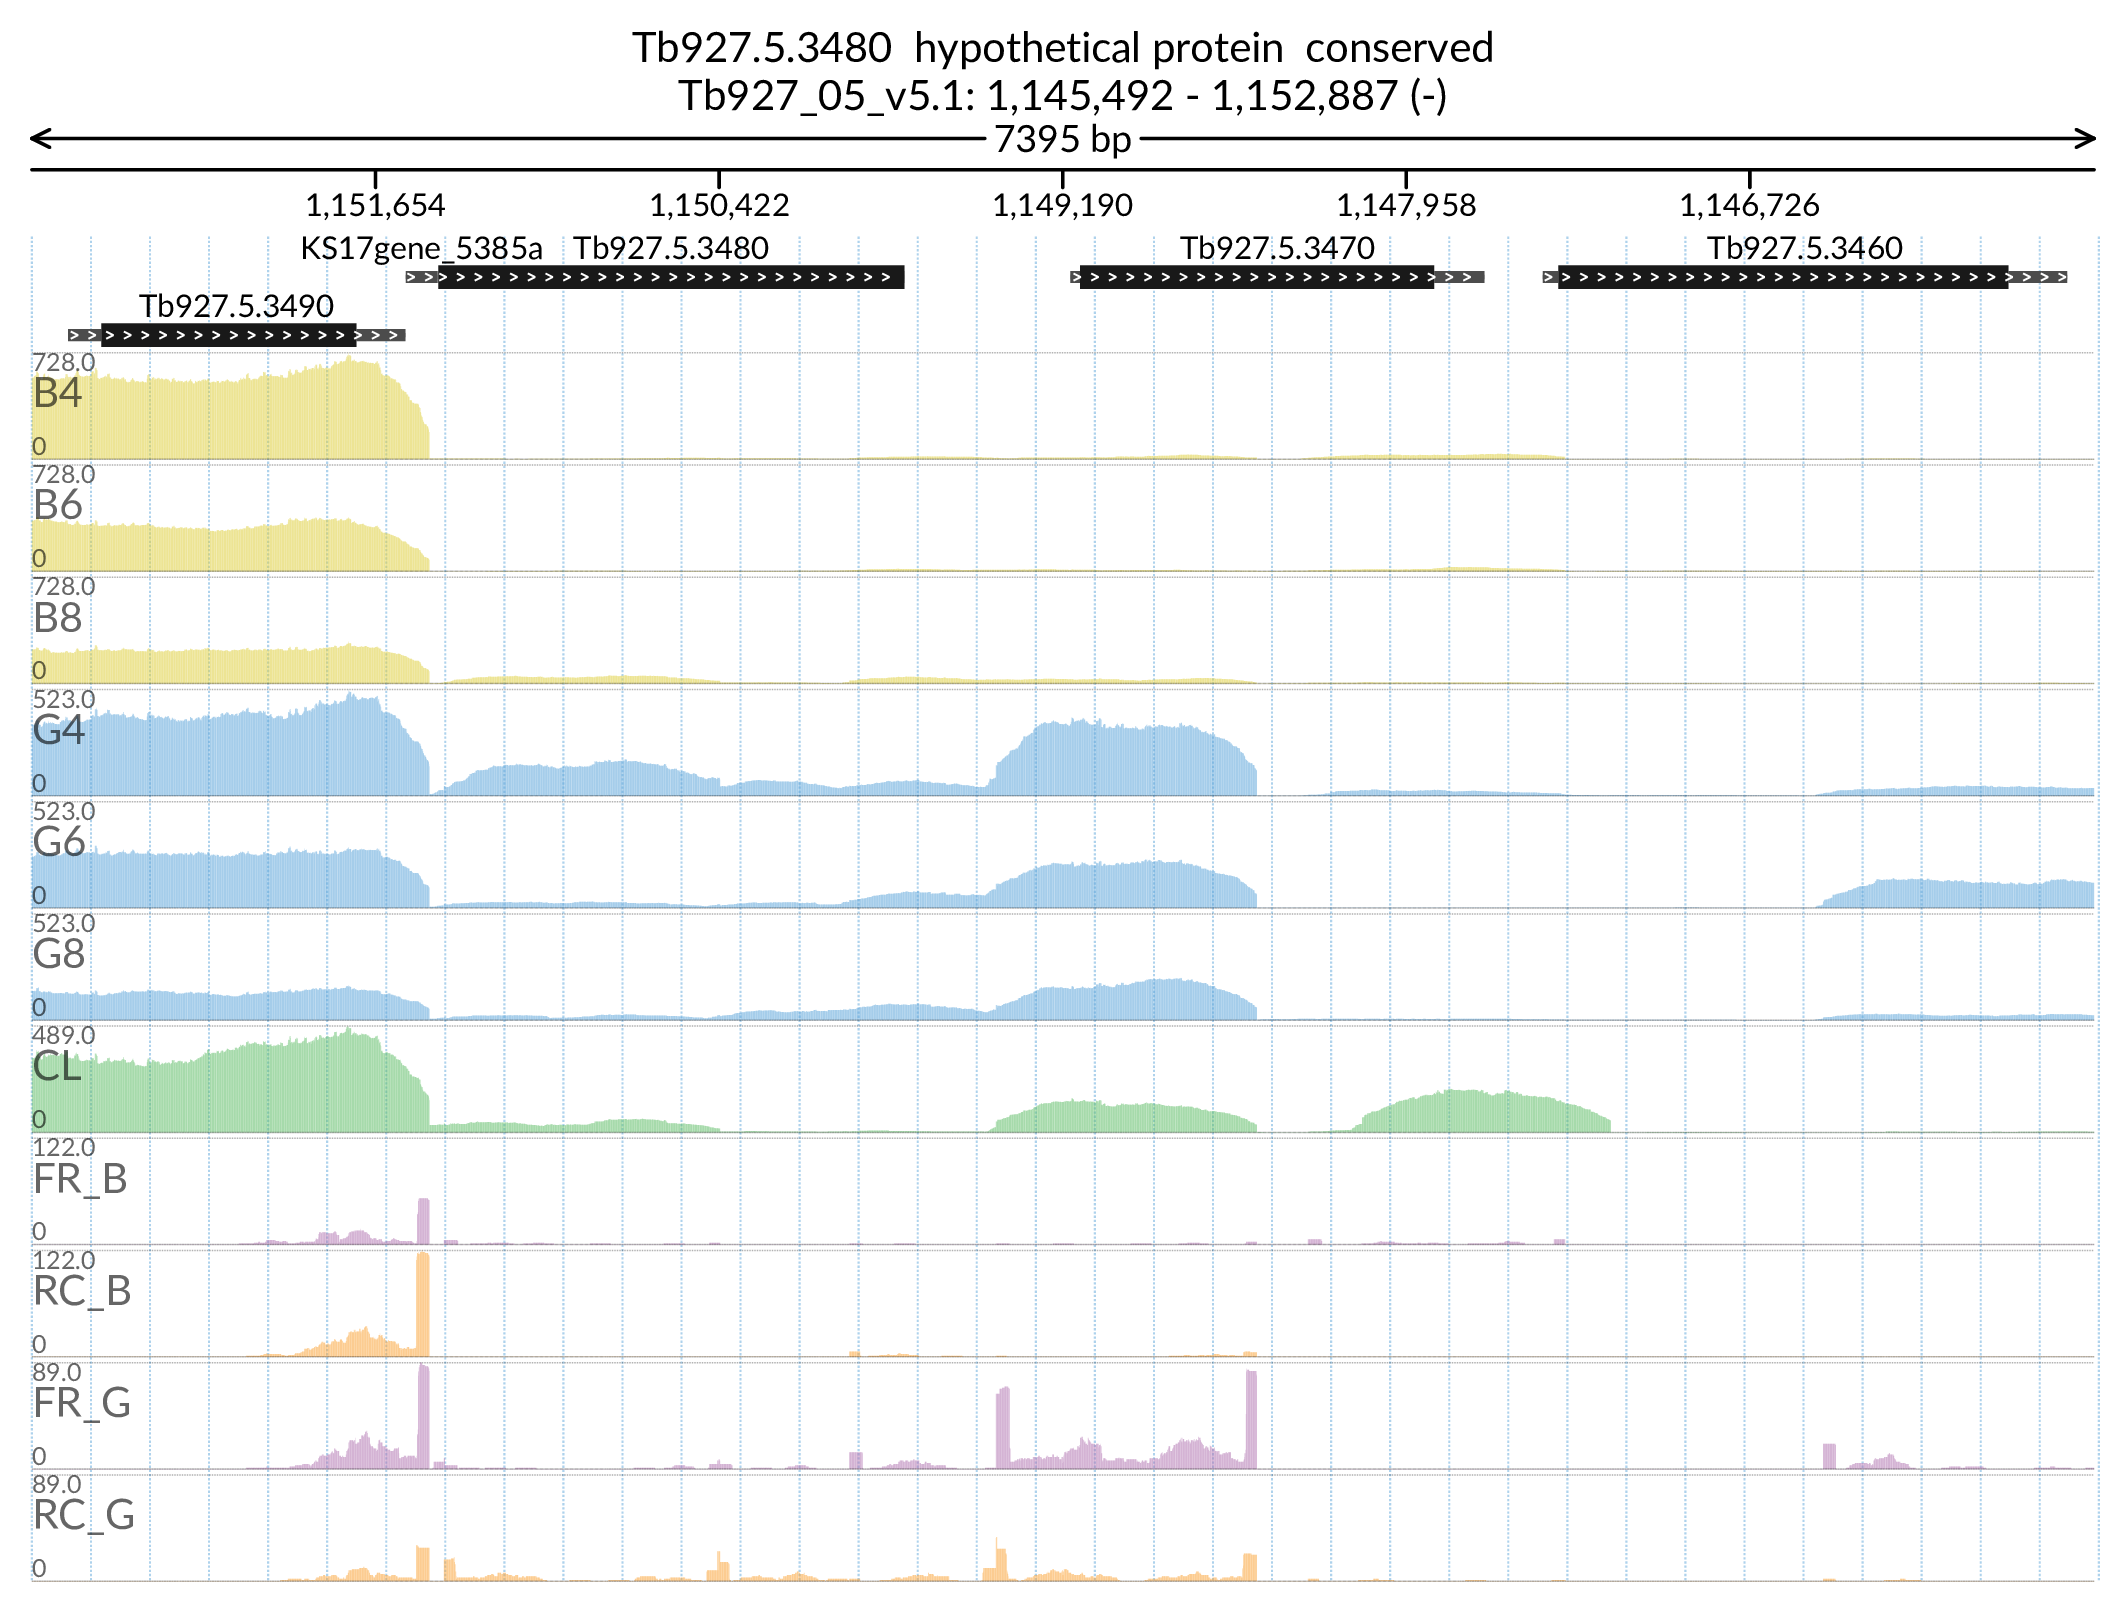 Tb927.5.3480 hypothetical protein conserved
Tb927_05_v5.1: 1,145,492 - 1,152,887 (-)
7395 bp
1,151,654 1,150,422 1,149,190 1,147,958 1,146,726
KS17gene_5385a Tb927.5.3480 Tb927.5.3470 Tb927.5.3460
Tb927.5.3490
728.0
B4
0
728.0
B6
0
728.0
B8
0
523.0
G4
0
523.0
G6
0
523.0
G8
0
489.0
CL
0
122.0
FR_B
0
122.0
RC_B
0
89.0
FR_G
0
89.0
RC_G
0